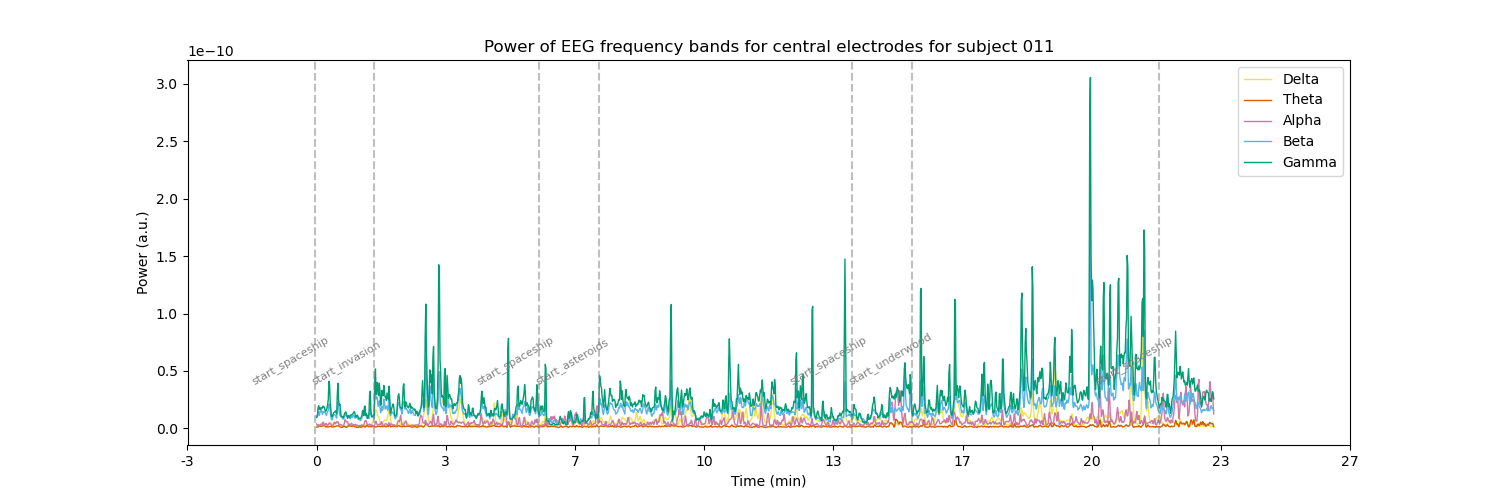 Power of EEG frequency bands for central electrodes for subject 011
1e−10
3.0
2.5
2.0
1.5
1.0
0.5
0.0
Power (a.u.)
start_spaceship
start_invasion
start_spaceship
start_asteroids
start_spaceship
start_underwood
start_spaceship
Delta
Theta
Alpha
Beta
Gamma
-3
0
3
7
10
13
17
20
23
27
Time (min)